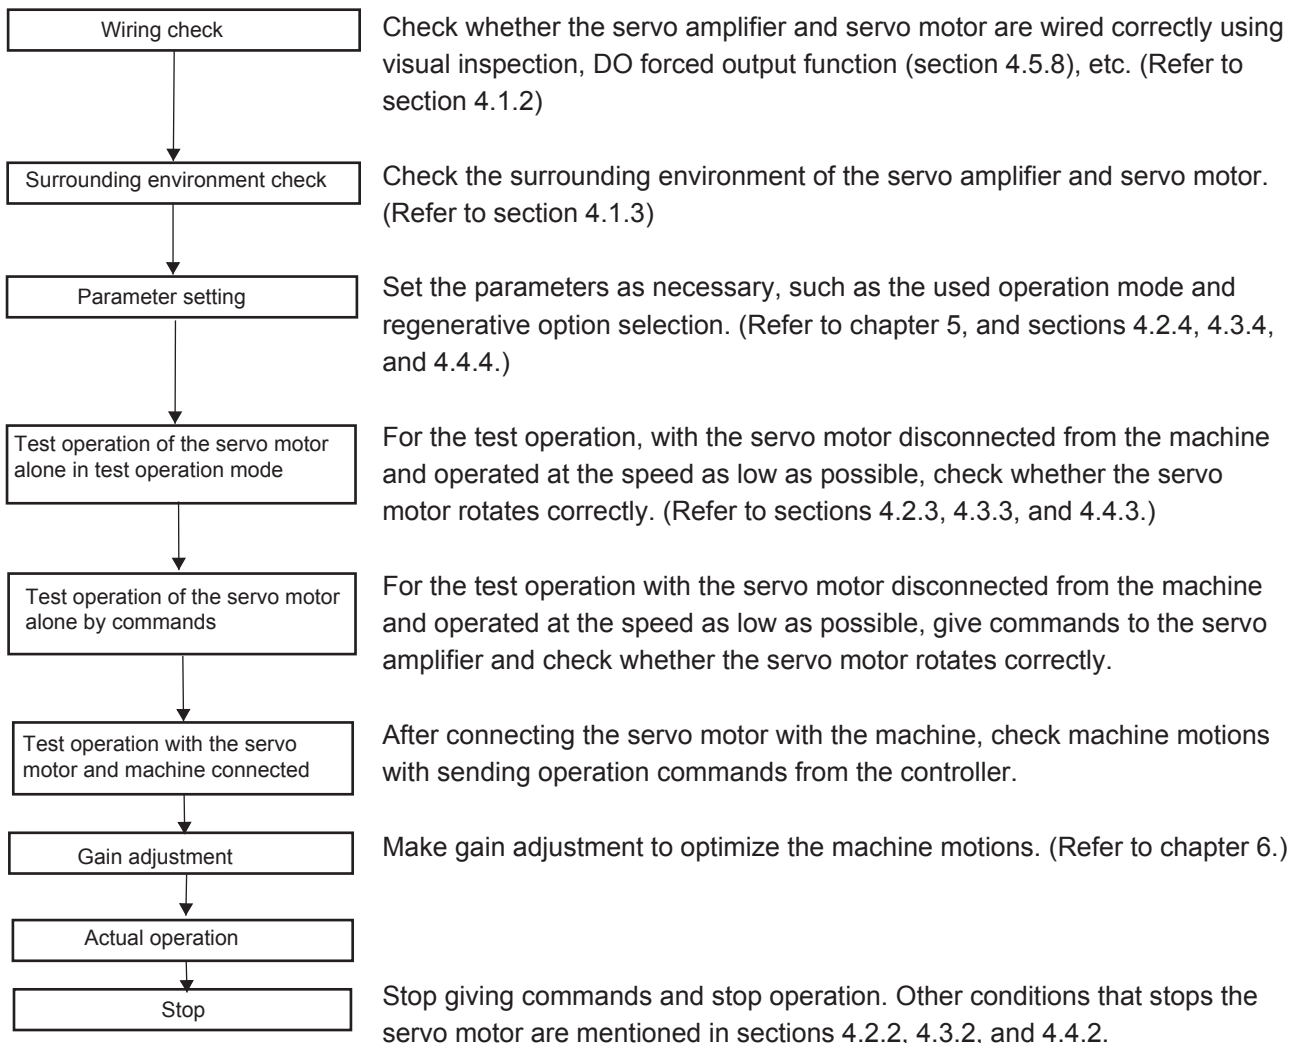 Wiring check
Check whether the servo amplifier and servo motor are wired correctly using
visual inspection, DO forced output function (section 4.5.8), etc. (Refer to
section 4.1.2)
Surrounding environment check
Check the surrounding environment of the servo amplifier and servo motor.
(Refer to section 4.1.3)
Parameter setting
Set the parameters as necessary, such as the used operation mode and
regenerative option selection. (Refer to chapter 5, and sections 4.2.4, 4.3.4,
and 4.4.4.)
Test operation of the servo motor
alone in test operation mode
For the test operation, with the servo motor disconnected from the machine
and operated at the speed as low as possible, check whether the servo
motor rotates correctly. (Refer to sections 4.2.3, 4.3.3, and 4.4.3.)
Test operation of the servo motor
alone by commands
For the test operation with the servo motor disconnected from the machine
and operated at the speed as low as possible, give commands to the servo
amplifier and check whether the servo motor rotates correctly.
Test operation with the servo
motor and machine connected
After connecting the servo motor with the machine, check machine motions
with sending operation commands from the controller.
Gain adjustment
Make gain adjustment to optimize the machine motions. (Refer to chapter 6.)
Actual operation
Stop
Stop giving commands and stop operation. Other conditions that stops the
servo motor are mentioned in sections 4.2.2, 4.3.2, and 4.4.2.